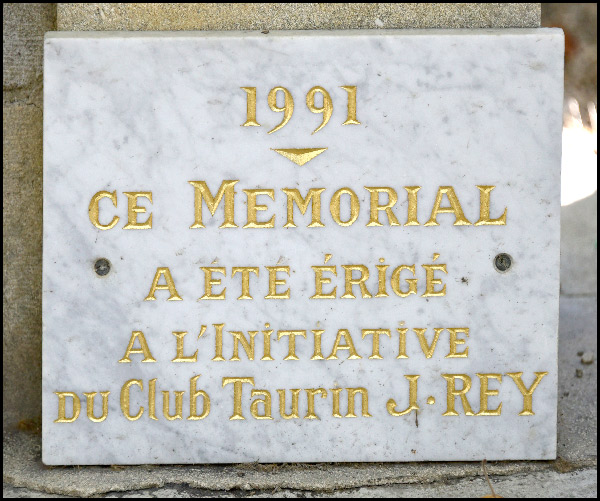 1991
CE MEMORIAL
A ÉTÉ ÉRIGÉ
A L'INITIATIVE
DU Club Taurin J. REY